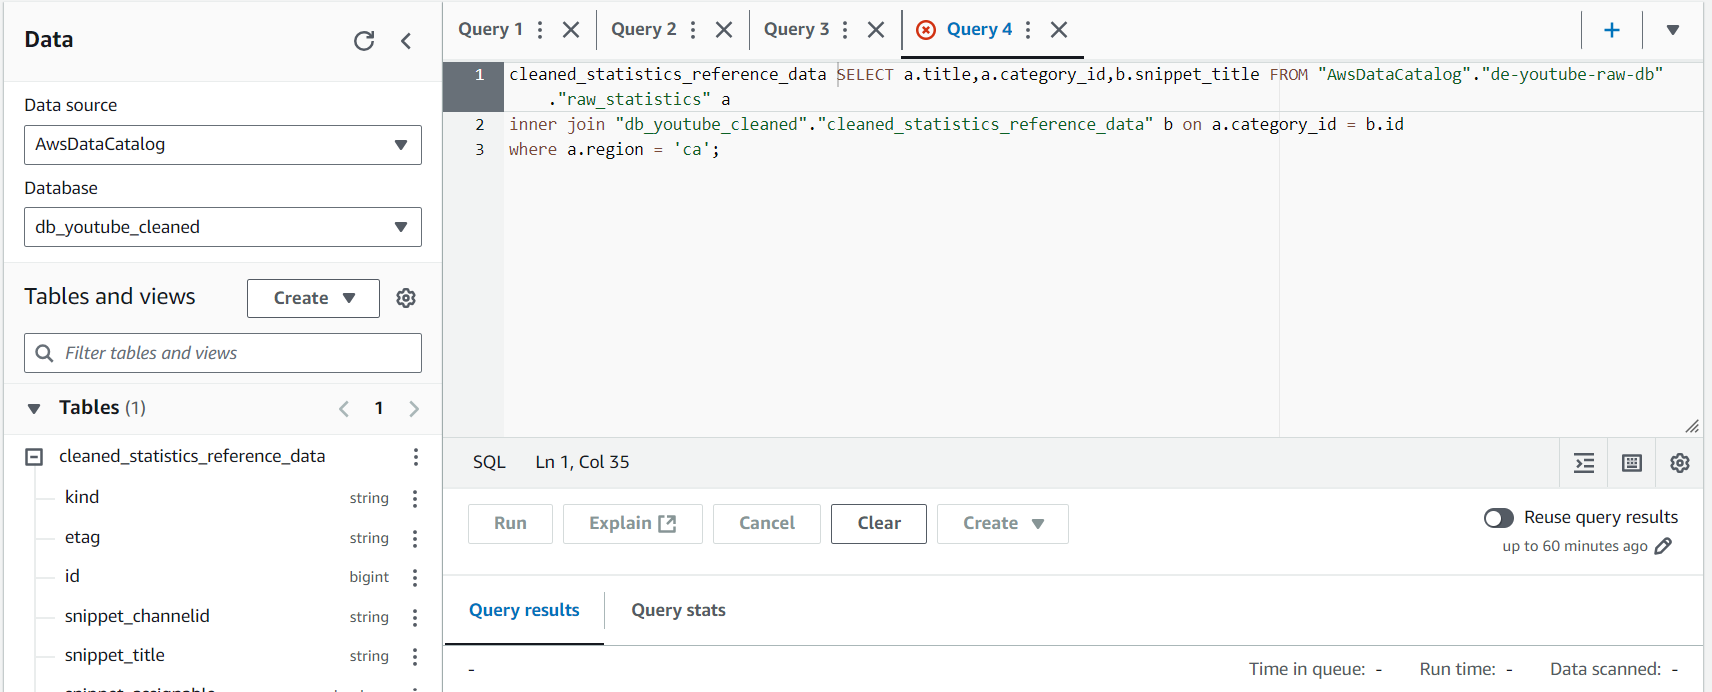 Data
Data source
AwsDataCatalog
Database
db_youtube_cleaned
Tables and views
Create
Filter tables and views
Tables (1)
1
cleaned_statistics_reference_data
kind string
etag string
id bigint
snippet_channelid string
snippet_title string
Query 1
Query 2
Query 3
Query 4
1 cleaned_statistics_reference_data SELECT a.title,a.category_id,b.snippet_title FROM "AwsDataCatalog"."de-youtube-raw-db"
."raw_statistics" a
2 inner join "db_youtube_cleaned"."cleaned_statistics_reference_data" b on a.category_id = b.id
3 where a.region = 'ca';
SQL Ln 1, Col 35
Run Explain Cancel Clear Create
Reuse query results
up to 60 minutes ago
Query results Query stats
- Time in queue: - Run time: - Data scanned: -